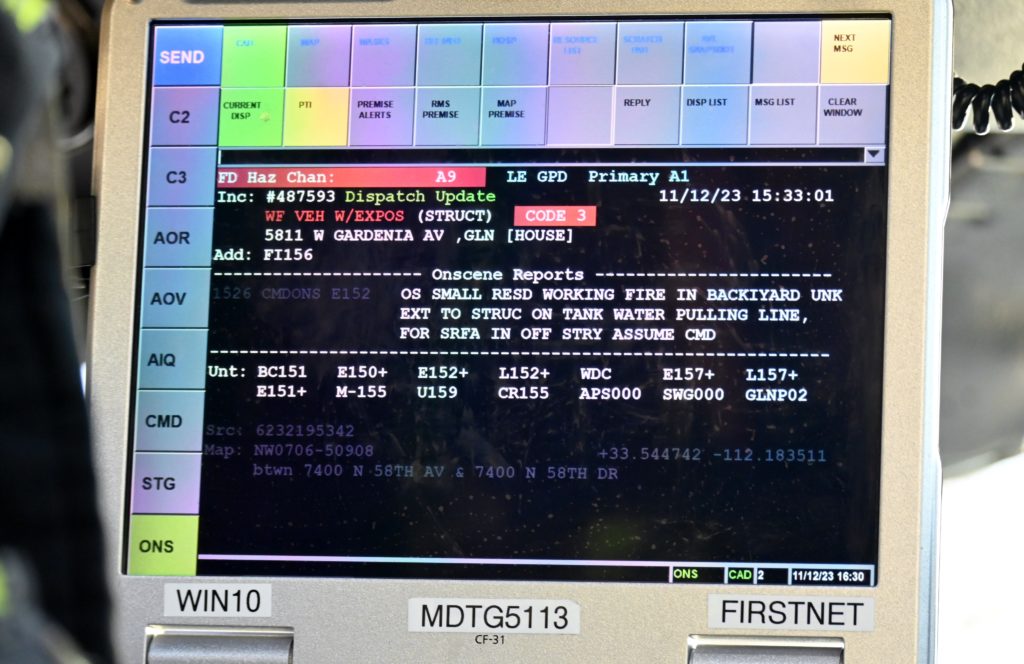 SEND
NEXT MSG
C2
CURRENT DISP
PTI
PREMISE ALERTS
RMS PREMISE
MAP PREMISE
REPLY
DISP LIST
MSG LIST
CLEAR WINDOW
C3
AOR
AOV
AIQ
CMD
STG
ONS
FD Haz Chan: A9 LE GPD Primary A1
Inc: #487593 Dispatch Update 11/12/23 15:33:01
WF VEH W/EXPOS (STRUCT) CODE 3
5811 W GARDENIA AV ,GLN [HOUSE]
Add: FI156
-------------------- Onscene Reports --------------------
1526 CMDONS E152 OS SMALL RESD WORKING FIRE IN BACKIYARD UNK
EXT TO STRUC ON TANK WATER PULLING LINE,
FOR SRFA IN OFF STRY ASSUME CMD
Unt: BC151 E150+ E152+ L152+ WDC E157+ L157+
E151+ M-155 U159 CR155 APS000 SWG000 GLNP02
Src: 6232195342
Map: NW0706-50908 +33.544742 -112.183511
btwn 7400 N 58TH AV & 7400 N 58TH DR
ONS CAD 2 11/12/23 16:30
WIN10
MDTG5113
FIRSTNET
CF-31